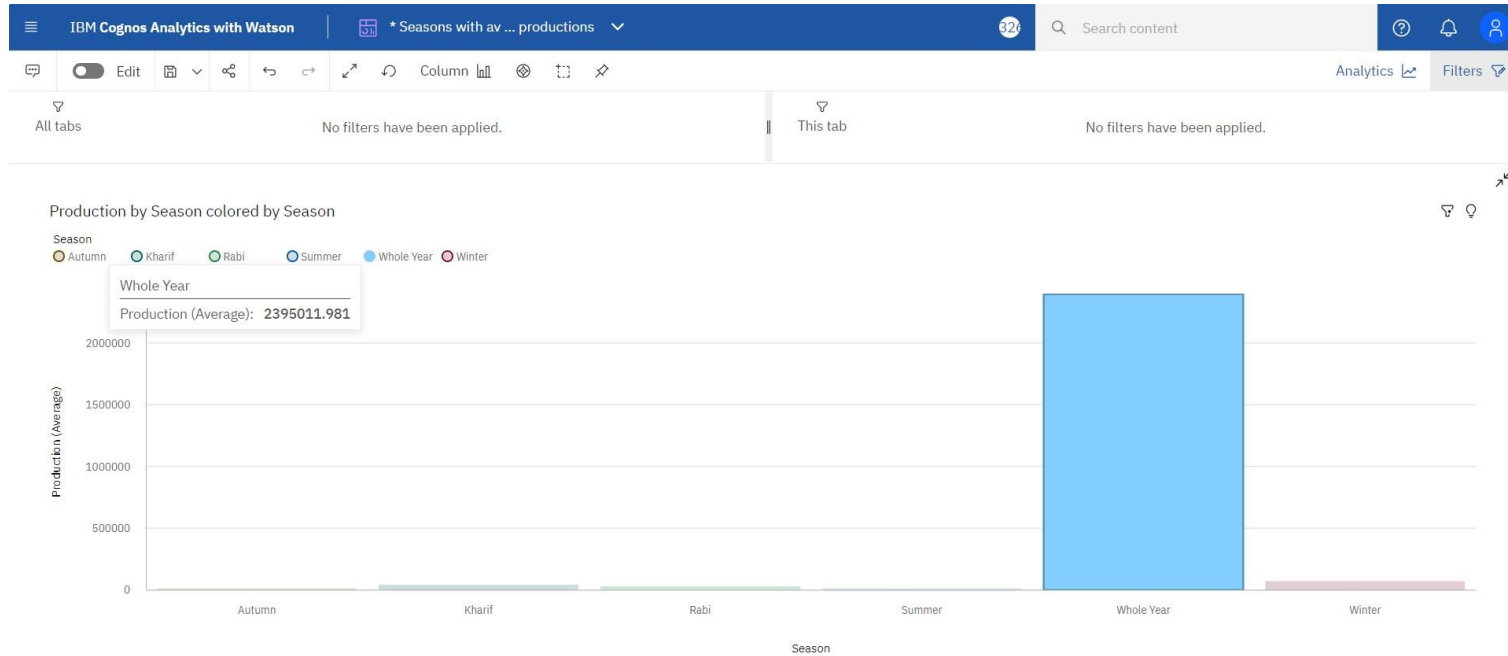 IBM Cognos Analytics with Watson
* Seasons with av ... productions
326
Search content
Edit
Column
Analytics
Filters
All tabs
No filters have been applied.
This tab
No filters have been applied.
Production by Season colored by Season
Season
Autumn Kharif Rabi Summer Whole Year Winter
Whole Year
Production (Average): 2395011.981
2000000
1500000
1000000
500000
0
Production (Average)
Autumn Kharif Rabi Summer Whole Year Winter
Season